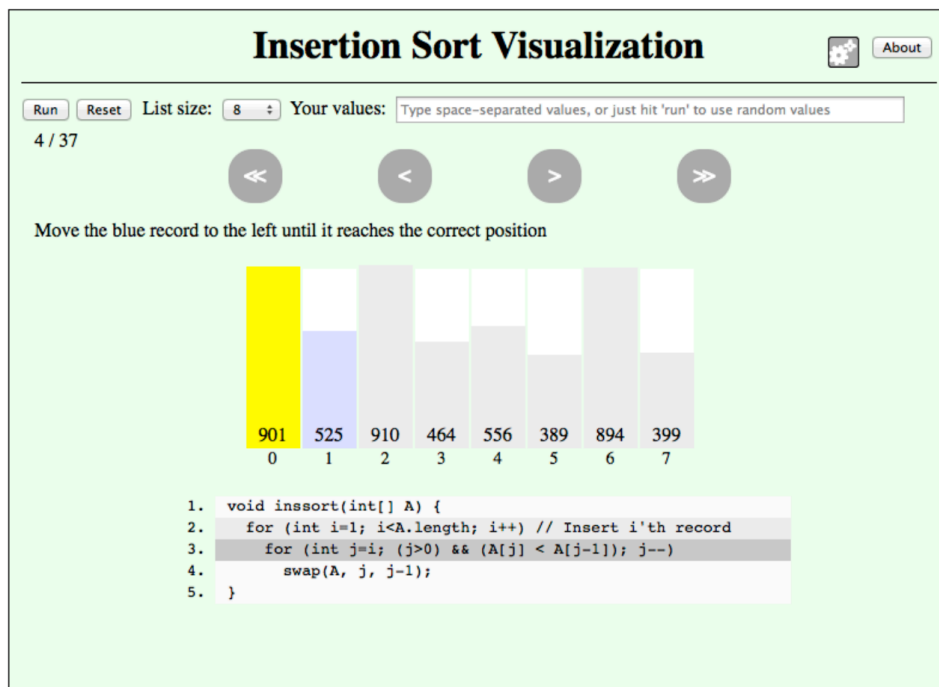 Insertion Sort Visualization
About
Run Reset List size: 8 Your values: Type space-separated values, or just hit 'run' to use random values
4 / 37
≪ < > ≫
Move the blue record to the left until it reaches the correct position
901 525 910 464 556 389 894 399
0 1 2 3 4 5 6 7
1. void inssort(int[] A) {
2. for (int i=1; i<A.length; i++) // Insert i'th record
3. for (int j=i; (j>0) && (A[j] < A[j-1]); j--)
4. swap(A, j, j-1);
5. }